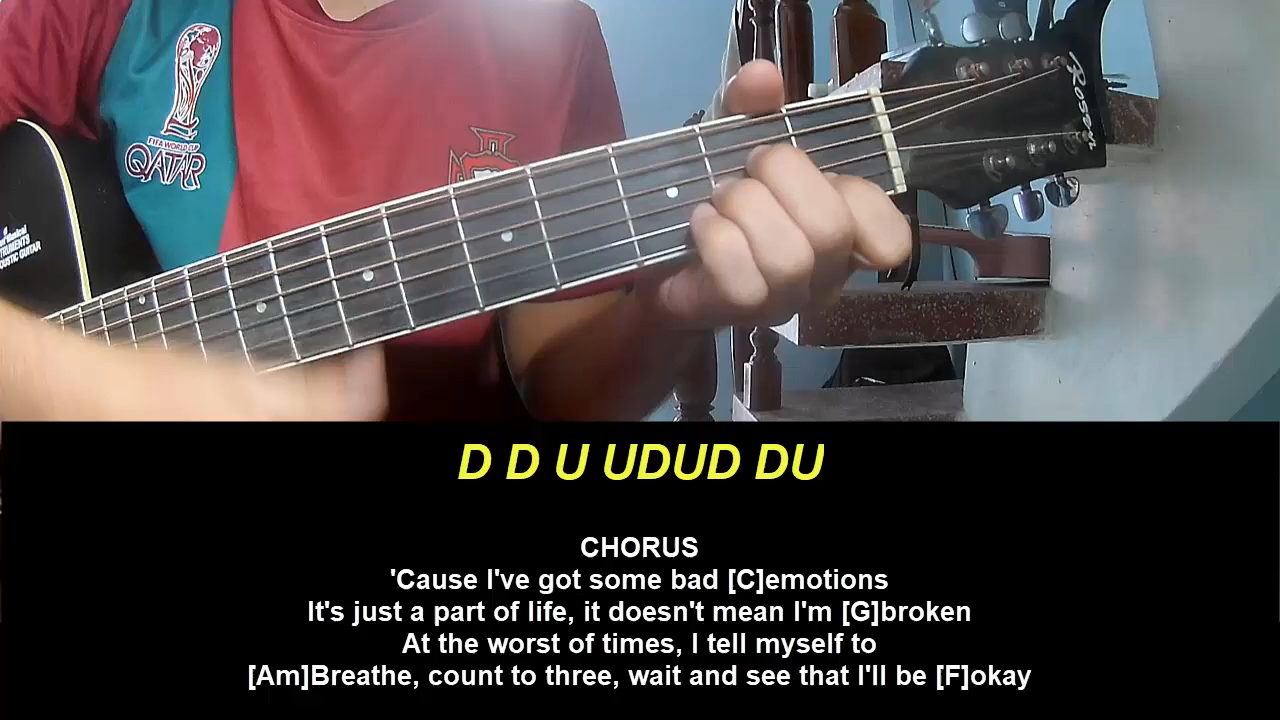 Rosen
FIFA WORLD CUP
QATAR
D D U UDUD DU
CHORUS
'Cause I've got some bad [C]emotions
It's just a part of life, it doesn't mean I'm [G]broken
At the worst of times, I tell myself to
[Am]Breathe, count to three, wait and see that I'll be [F]okay